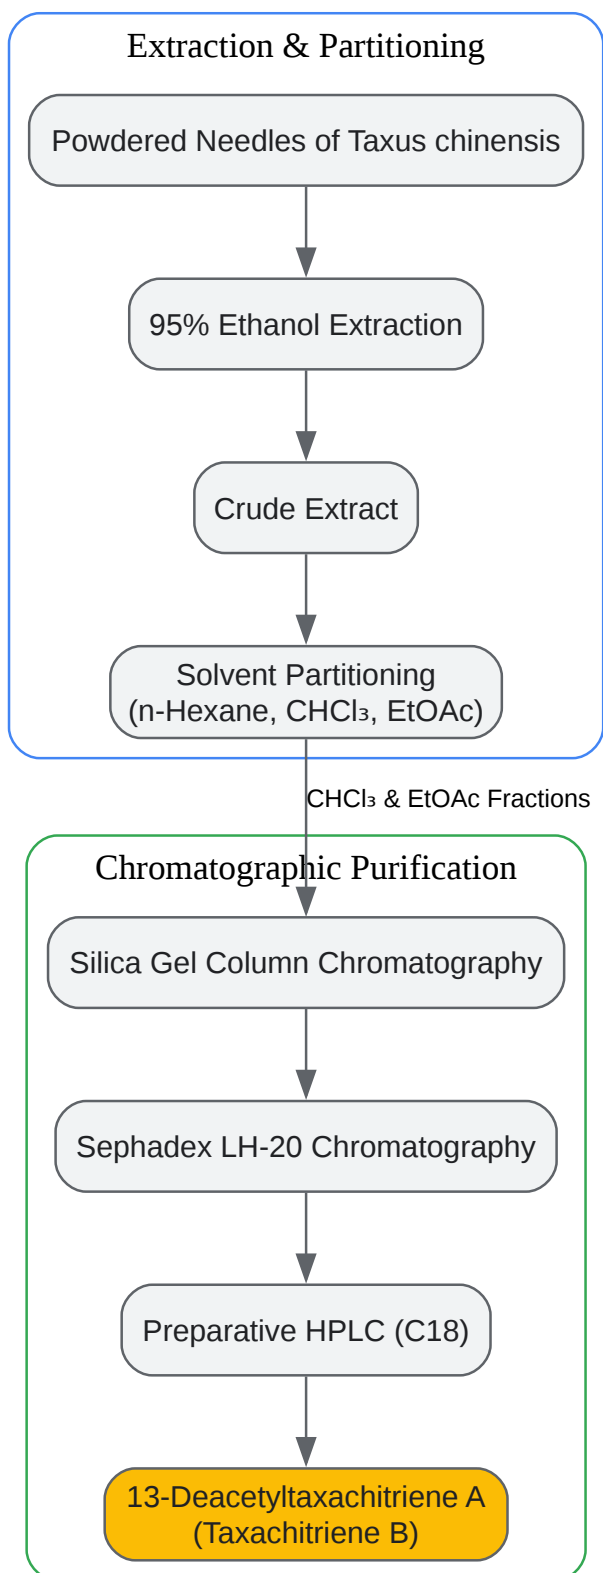 Extraction & Partitioning
Powdered Needles of Taxus chinensis
95% Ethanol Extraction
Crude Extract
Solvent Partitioning
(n-Hexane, CHCl₃, EtOAc)
CHCl₃ & EtOAc Fractions
Chromatographic Purification
Silica Gel Column Chromatography
Sephadex LH-20 Chromatography
Preparative HPLC (C18)
13-Deacetyltaxachitriene A
(Taxachitriene B)